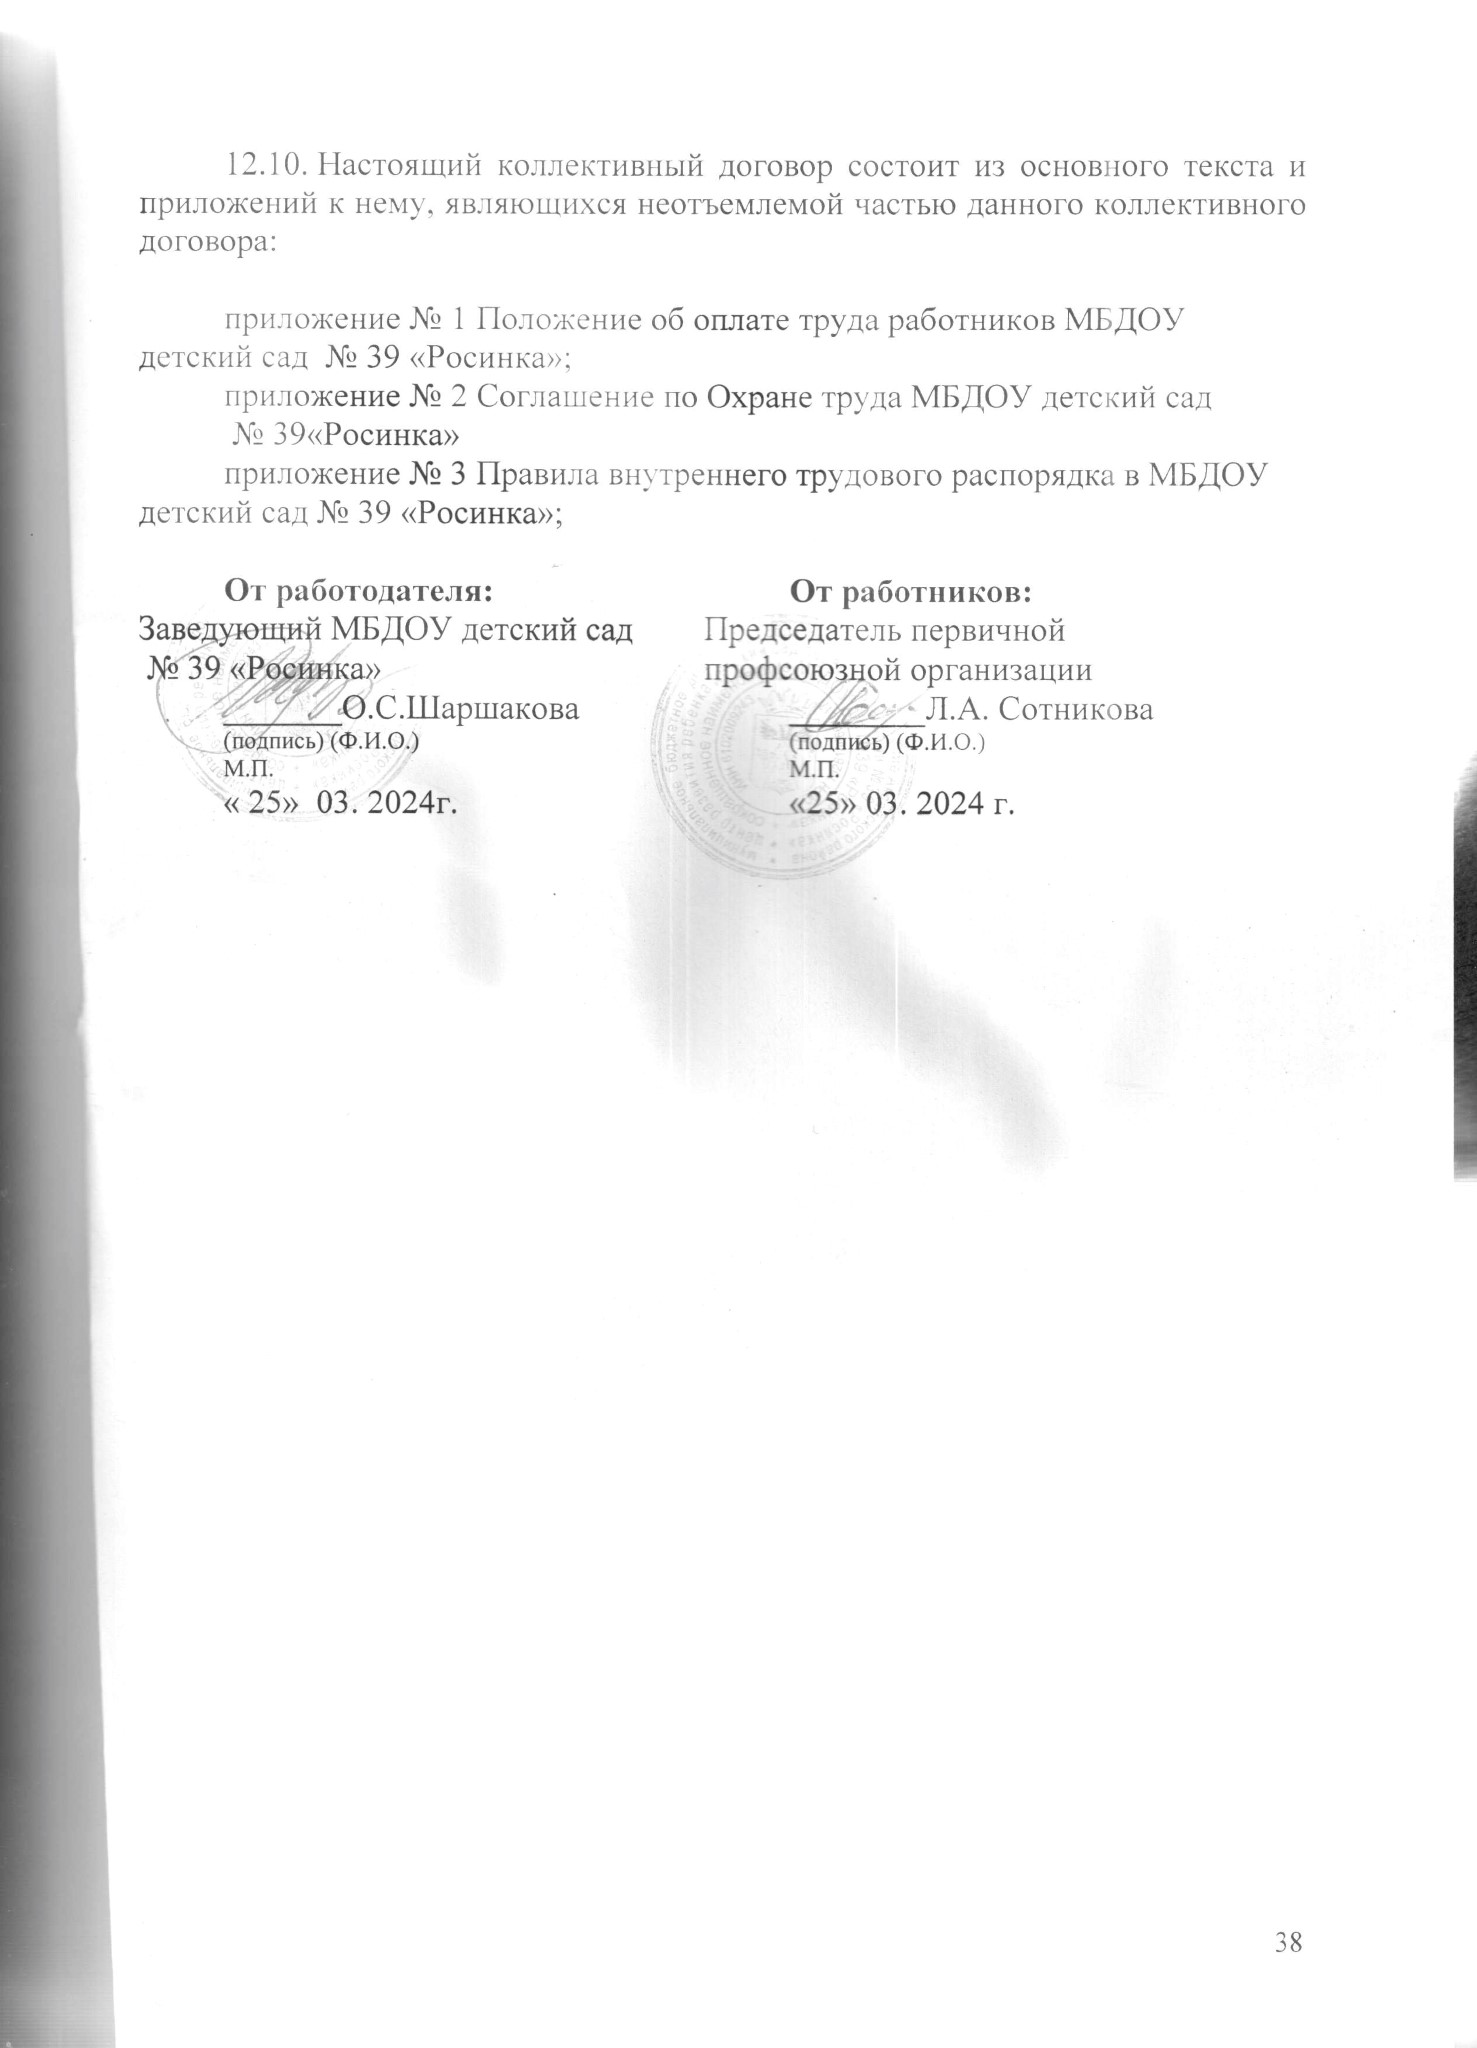 12.10. Настоящий коллективный договор состоит из основного текста и
приложений к нему, являющихся неотъемлемой частью данного коллективного
договора:
приложение № 1 Положение об оплате труда работников МБДОУ
детский сад № 39 «Росинка»;
приложение № 2 Соглашение по Охране труда МБДОУ детский сад
№ 39«Росинка»
приложение № 3 Правила внутреннего трудового распорядка в МБДОУ
детский сад № 39 «Росинка»;
От работодателя:
Заведующий МБДОУ детский сад
№ 39 «Росинка»
_______О.С.Шаршакова
(подпись) (Ф.И.О.)
М.П.
« 25» 03. 2024г.
От работников:
Председатель первичной
профсоюзной организации
________Л.А. Сотникова
(подпись) (Ф.И.О.)
М.П.
«25» 03. 2024 г.
38